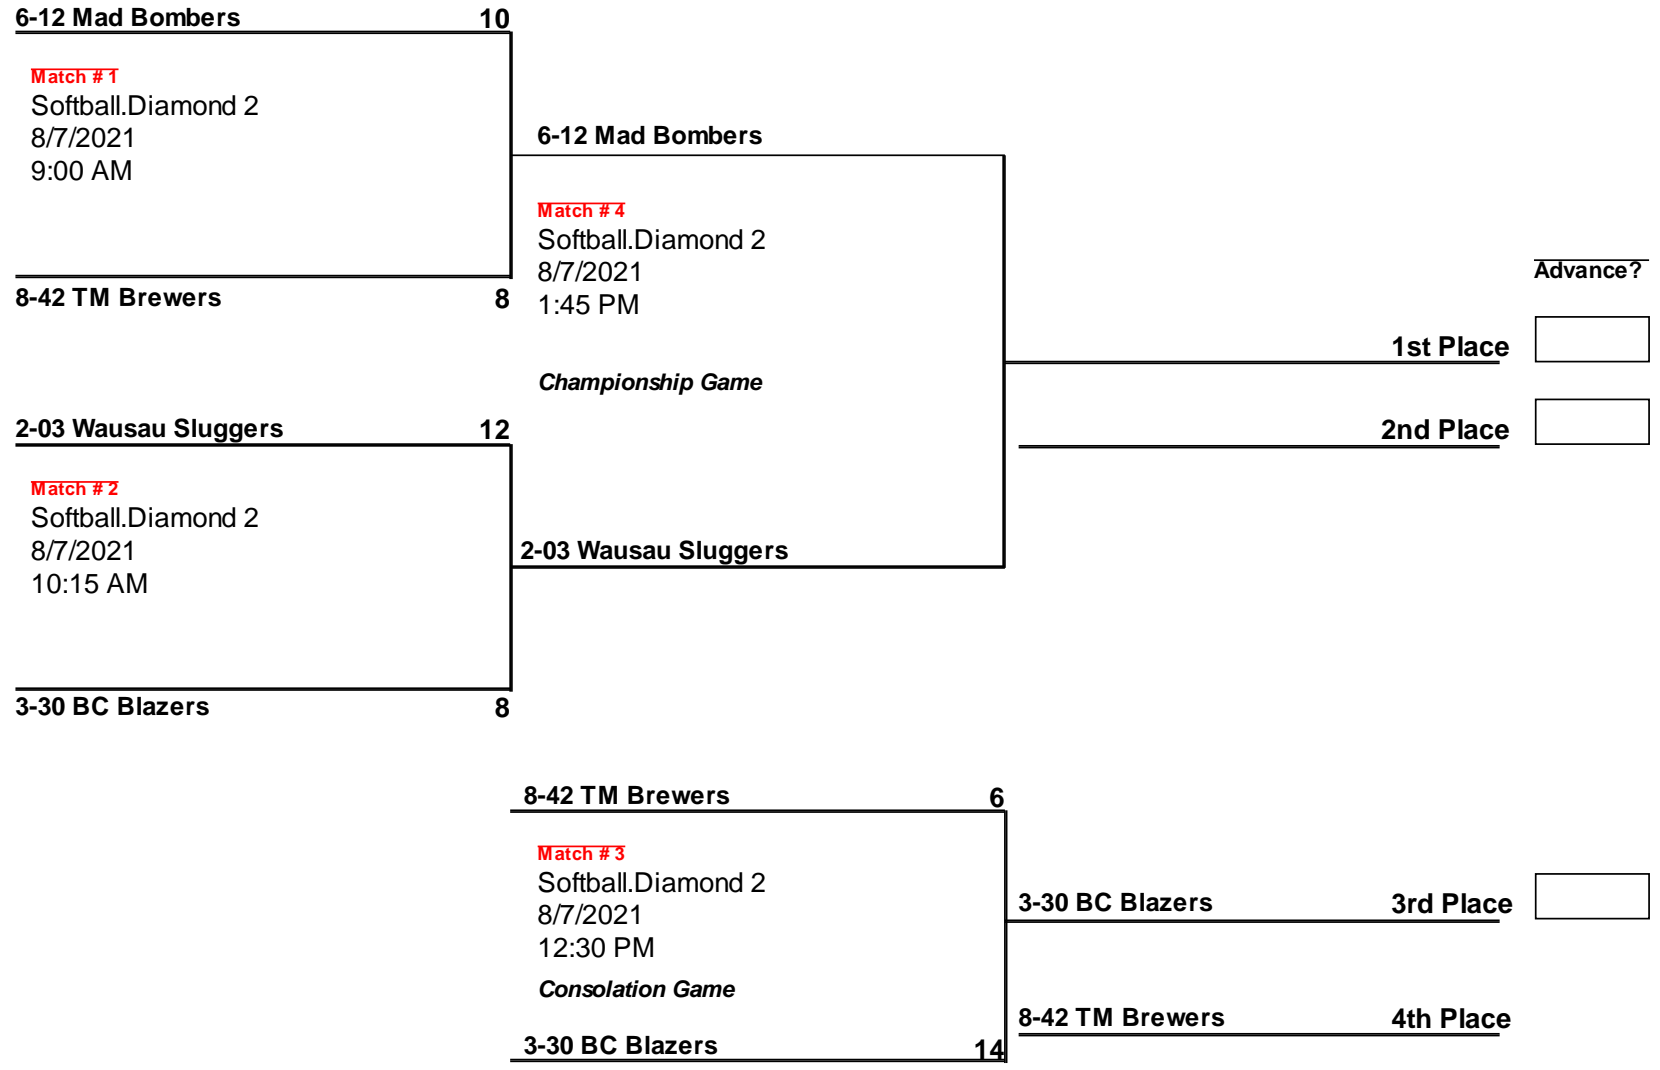 6-12 Mad Bombers 10
Match # 1
Softball.Diamond 2
8/7/2021
9:00 AM
8-42 TM Brewers 8
6-12 Mad Bombers
Match # 4
Softball.Diamond 2
8/7/2021
1:45 PM
Championship Game
2-03 Wausau Sluggers
Advance?
1st Place
2nd Place
2-03 Wausau Sluggers 12
Match # 2
Softball.Diamond 2
8/7/2021
10:15 AM
3-30 BC Blazers 8
8-42 TM Brewers 6
Match # 3
Softball.Diamond 2
8/7/2021
12:30 PM
Consolation Game
3-30 BC Blazers 14
3-30 BC Blazers 3rd Place
8-42 TM Brewers 4th Place